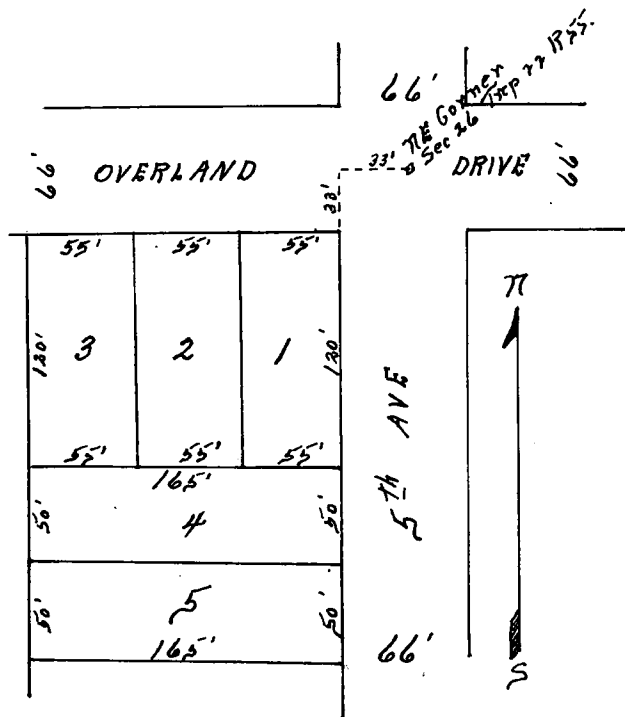 66'
NE Corner
Sec 26 Twp 22 R 55.
66' OVERLAND 33' DRIVE 66'
33'
55' 55' 55'
N
120' 3 2 1 120'
55' 55' 55'
5th AVE
165'
50' 4 50'
50' 5 50'
165' 66'
S